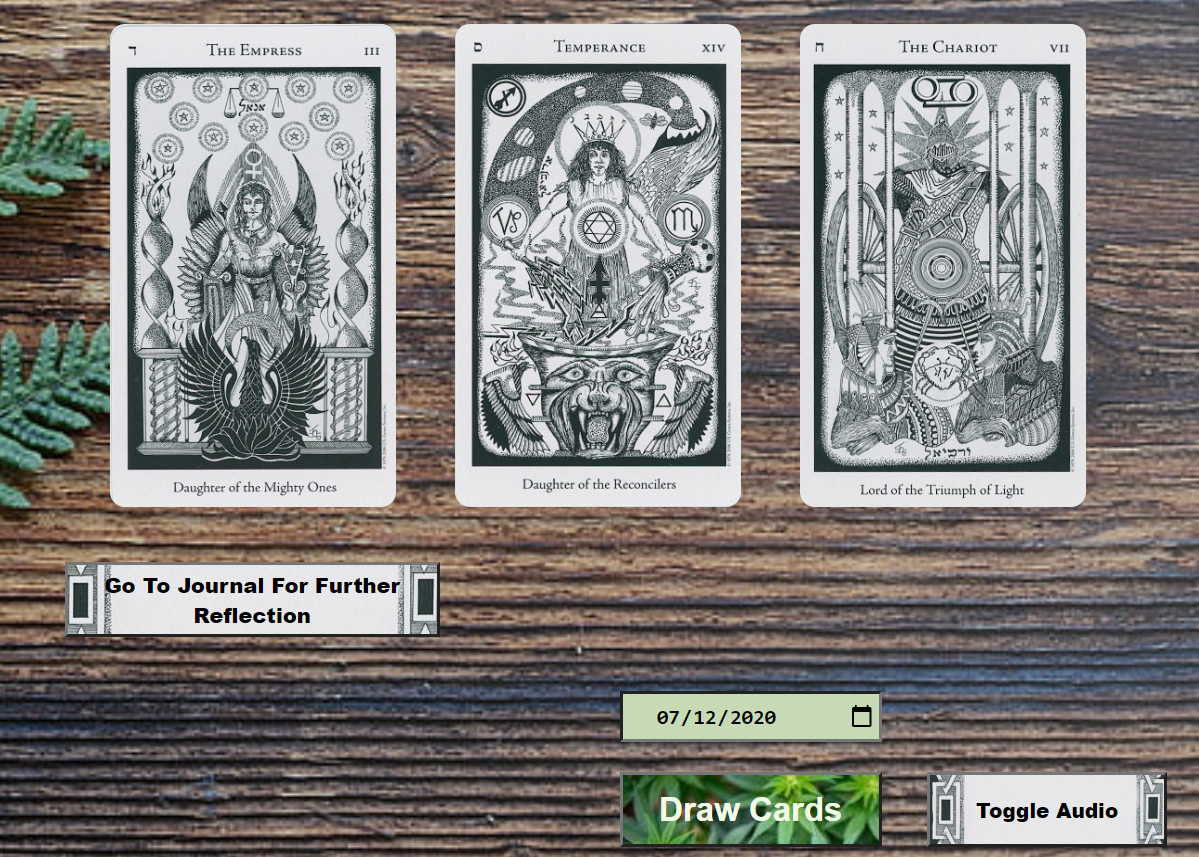 ד THE EMPRESS III
אנאל
Daughter of the Mighty Ones
ס TEMPERANCE XIV
Daughter of the Reconcilers
ח THE CHARIOT VII
Lord of the Triumph of Light
Go To Journal For Further
Reflection
07/12/2020
Draw Cards
Toggle Audio